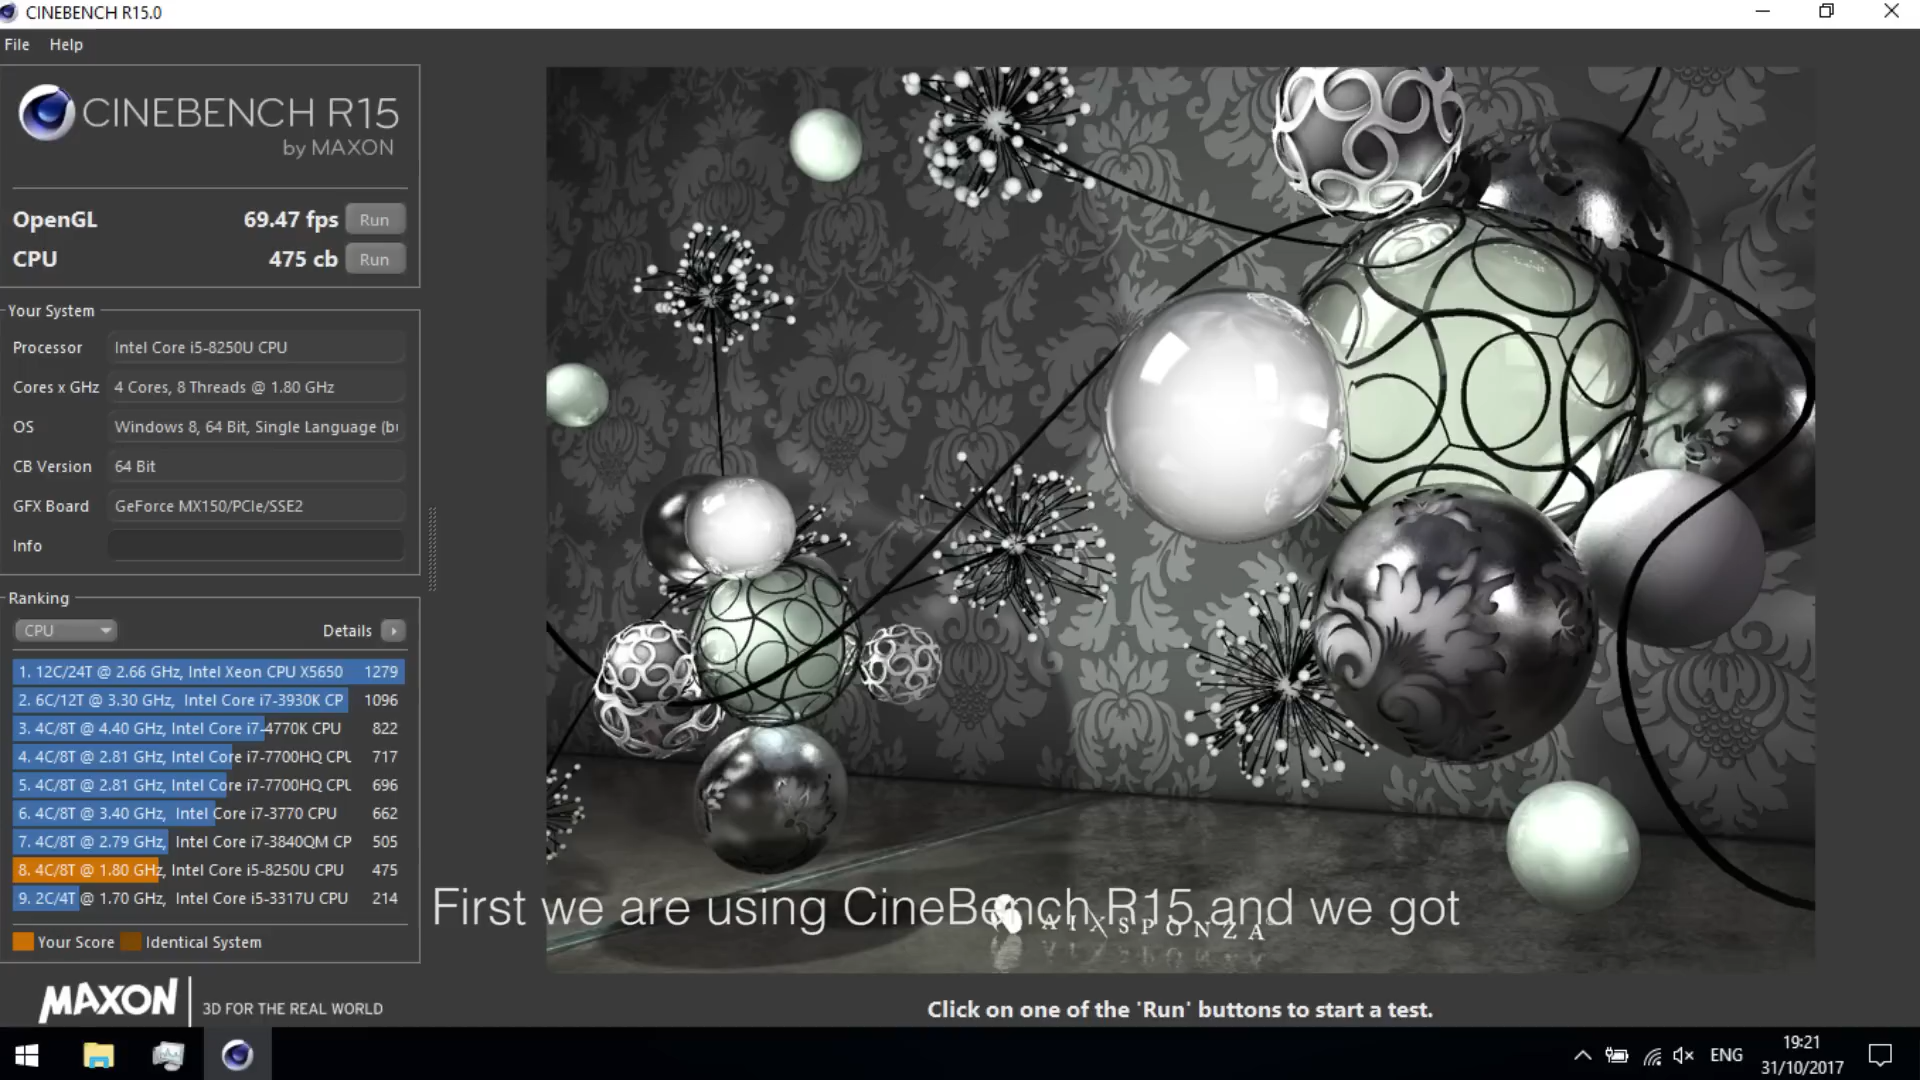 CINEBENCH R15.0
File Help
CINEBENCH R15
by MAXON
OpenGL 69.47 fps Run
CPU 475 cb Run
Your System
Processor Intel Core i5-8250U CPU
Cores x GHz 4 Cores, 8 Threads @ 1.80 GHz
OS Windows 8, 64 Bit, Single Language (bu
CB Version 64 Bit
GFX Board GeForce MX150/PCIe/SSE2
Info
Ranking
CPU Details
1. 12C/24T @ 2.66 GHz, Intel Xeon CPU X5650 1279
2. 6C/12T @ 3.30 GHz, Intel Core i7-3930K CP 1096
3. 4C/8T @ 4.40 GHz, Intel Core i7-4770K CPU 822
4. 4C/8T @ 2.81 GHz, Intel Core i7-7700HQ CPU 717
5. 4C/8T @ 2.81 GHz, Intel Core i7-7700HQ CPU 696
6. 4C/8T @ 3.40 GHz, Intel Core i7-3770 CPU 662
7. 4C/8T @ 2.79 GHz, Intel Core i7-3840QM CP 505
8. 4C/8T @ 1.80 GHz, Intel Core i5-8250U CPU 475
9. 2C/4T @ 1.70 GHz, Intel Core i5-3317U CPU 214
Your Score Identical System
First we are using CineBench R15 and we got
AIXSPONZA
MAXON 3D FOR THE REAL WORLD
Click on one of the 'Run' buttons to start a test.
ENG
19:21
31/10/2017